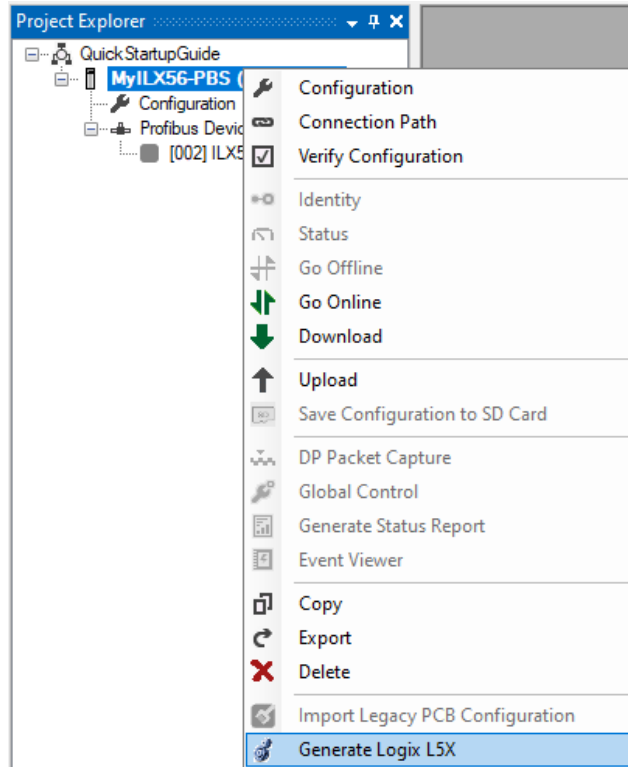 Project Explorer
QuickStartupGuide
MyILX56-PBS (
Configuration
Profibus Devic
[002] ILX5
Configuration
Connection Path
Verify Configuration
Identity
Status
Go Offline
Go Online
Download
Upload
Save Configuration to SD Card
DP Packet Capture
Global Control
Generate Status Report
Event Viewer
Copy
Export
Delete
Import Legacy PCB Configuration
Generate Logix L5X